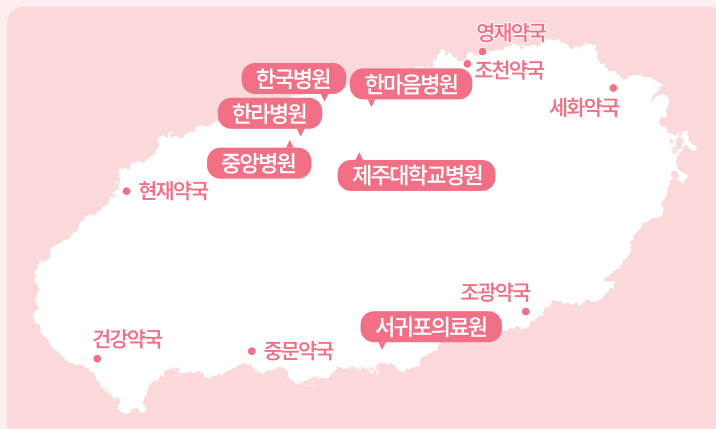 영재약국
조천약국
한국병원
한마음병원
세화약국
한라병원
중앙병원
제주대학교병원
현재약국
조광약국
서귀포의료원
건강약국
중문약국